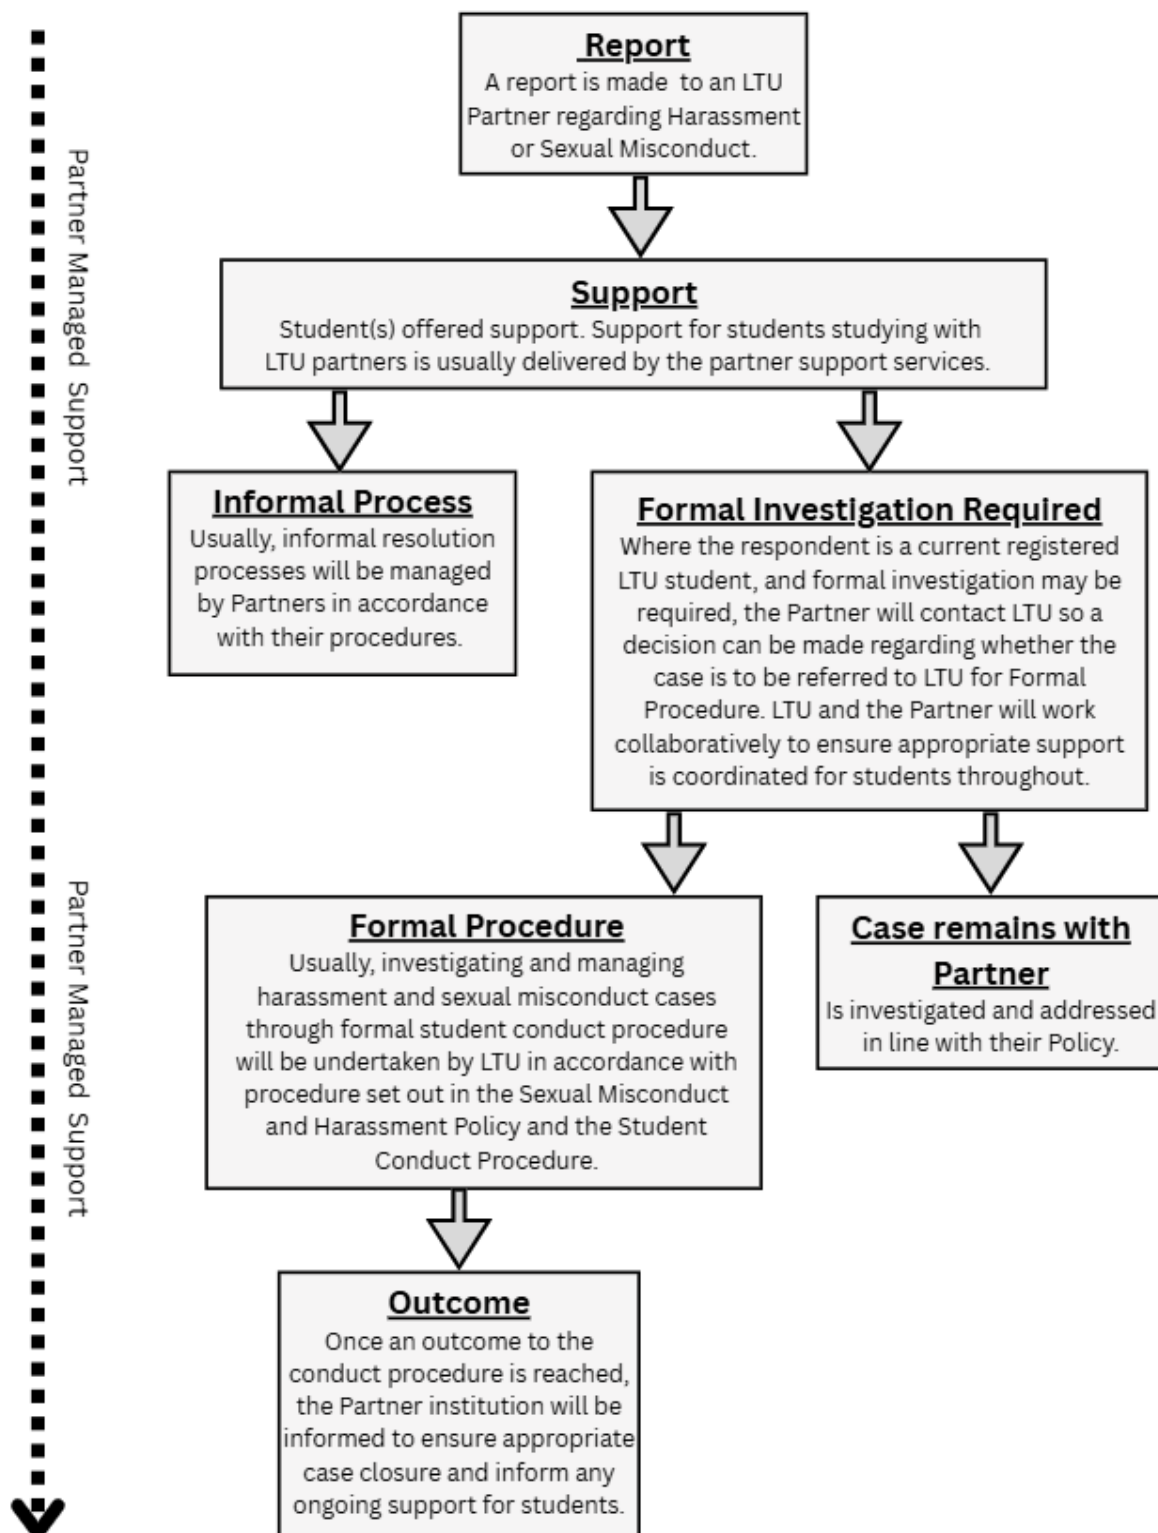 Report
A report is made to an LTU
Partner regarding Harassment
or Sexual Misconduct.
Partner Managed Support
Support
Student(s) offered support. Support for students studying with
LTU partners is usually delivered by the partner support services.
Informal Process
Usually, informal resolution
processes will be managed
by Partners in accordance
with their procedures.
Formal Investigation Required
Where the respondent is a current registered
LTU student, and formal investigation may be
required, the Partner will contact LTU so a
decision can be made regarding whether the
case is to be referred to LTU for Formal
Procedure. LTU and the Partner will work
collaboratively to ensure appropriate support
is coordinated for students throughout.
Partner Managed Support
Formal Procedure
Usually, investigating and managing
harassment and sexual misconduct cases
through formal student conduct procedure
will be undertaken by LTU in accordance with
procedure set out in the Sexual Misconduct
and Harassment Policy and the Student
Conduct Procedure.
Case remains with
Partner
Is investigated and addressed
in line with their Policy.
Outcome
Once an outcome to the
conduct procedure is reached,
the Partner institution will be
informed to ensure appropriate
case closure and inform any
ongoing support for students.